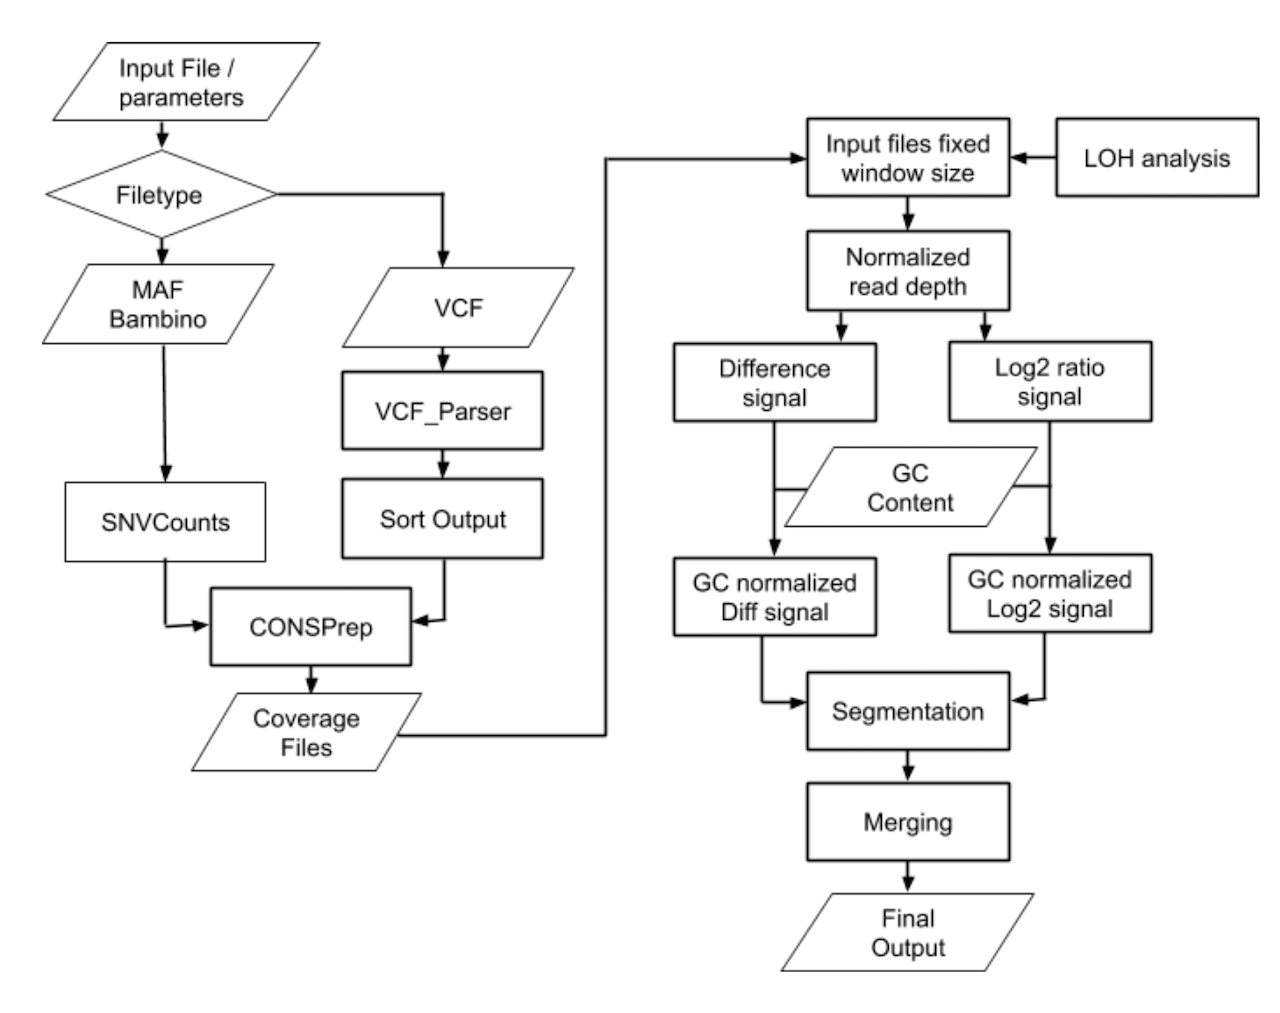 Input File /
parameters
Filetype
MAF
Bambino
VCF
VCF_Parser
SNVCounts
Sort Output
CONSPrep
Coverage
Files
Input files fixed
window size
LOH analysis
Normalized
read depth
Difference
signal
Log2 ratio
signal
GC
Content
GC normalized
Diff signal
GC normalized
Log2 signal
Segmentation
Merging
Final
Output